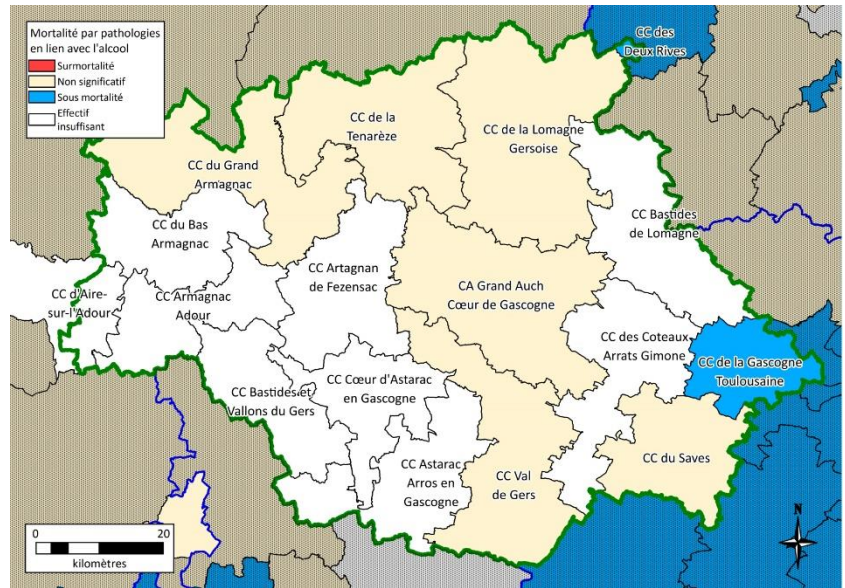 Mortalité par pathologies
en lien avec l'alcool
Surmortalité
Non significatif
Sous mortalité
Effectif
insuffisant
CC des
Deux Rives
CC de la
Tenarèze
CC de la Lomagne
Gersoise
CC du Grand
Armagnac
CC du Bas
Armagnac
CC Bastides
de Lomagne
CC Artagnan
de Fezensac
CA Grand Auch
Cœur de Gascogne
CC d'Aire-
sur-l'Adour
CC Armagnac
Adour
CC des Coteaux
Arrats Gimone
CC de la Gascogne
Toulousaine
CC Bastides et
Vallons du Gers
CC Cœur d'Astarac
en Gascogne
CC Astarac
Arros en
Gascogne
CC Val
de Gers
CC du Saves
0 20
kilomètres
N